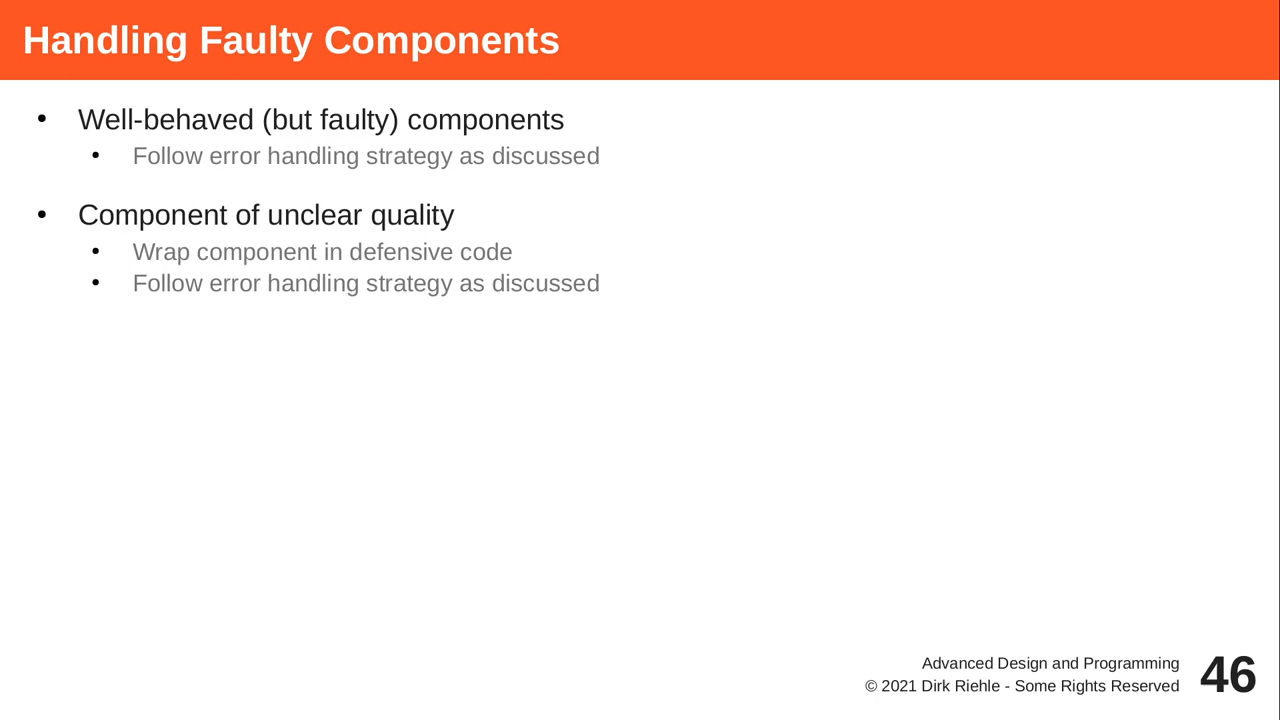 Handling Faulty Components
• Well-behaved (but faulty) components
• Follow error handling strategy as discussed
• Component of unclear quality
• Wrap component in defensive code
• Follow error handling strategy as discussed
Advanced Design and Programming
© 2021 Dirk Riehle - Some Rights Reserved
46